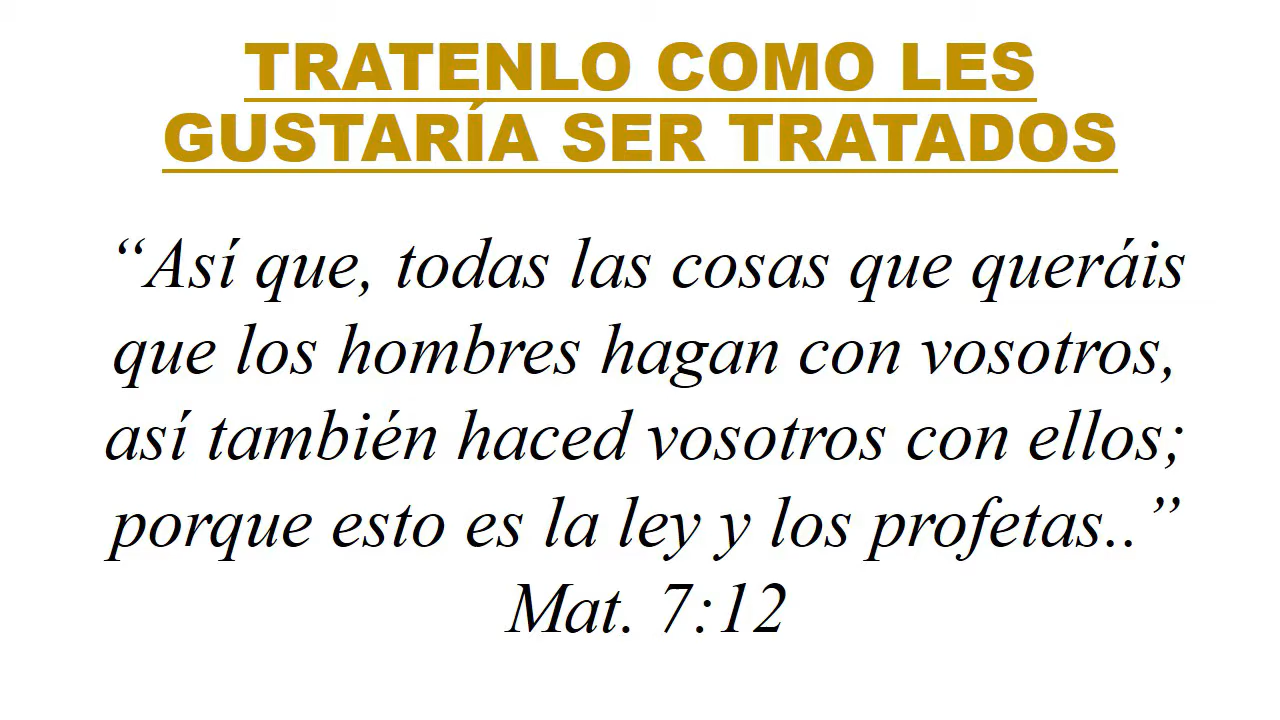 TRATENLO COMO LES
GUSTARÍA SER TRATADOS
“Así que, todas las cosas que queráis
que los hombres hagan con vosotros,
así también haced vosotros con ellos;
porque esto es la ley y los profetas..”
Mat. 7:12